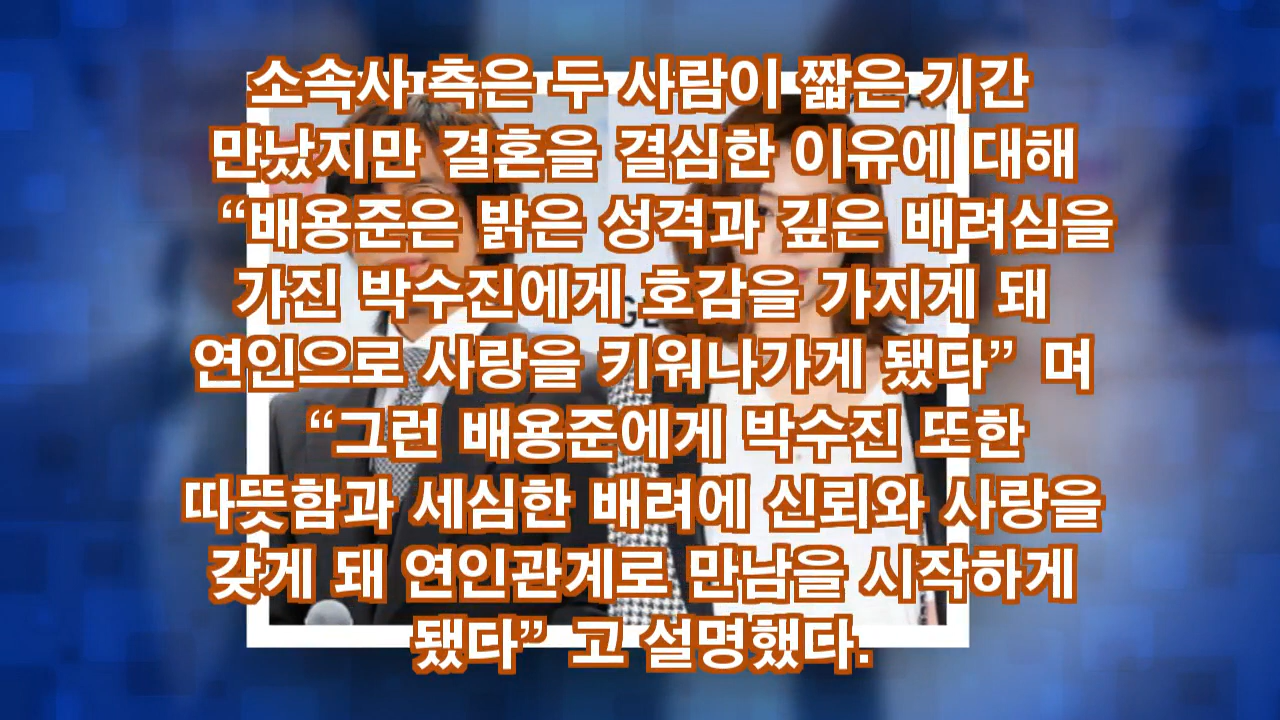 소속사 측은 두 사람이 짧은 기간
만났지만 결혼을 결심한 이유에 대해
“배용준은 밝은 성격과 깊은 배려심을
가진 박수진에게 호감을 가지게 돼
연인으로 사랑을 키워나가게 됐다” 며
“그런 배용준에게 박수진 또한
따뜻함과 세심한 배려에 신뢰와 사랑을
갖게 돼 연인관계로 만남을 시작하게
됐다” 고 설명했다.